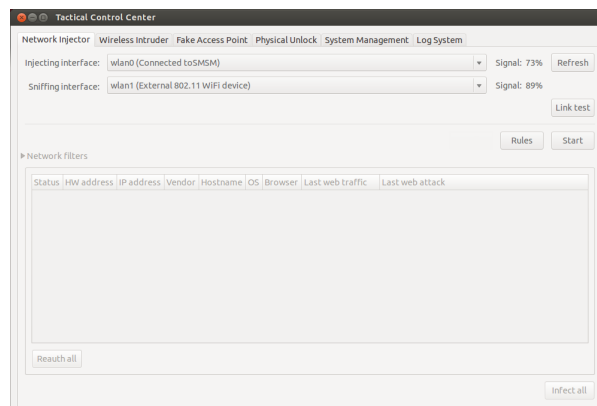 Tactical Control Center
Network Injector Wireless Intruder Fake Access Point Physical Unlock System Management Log System
Injecting interface: wlan0 (Connected toSMSM) Signal: 73% Refresh
Sniffing interface: wlan1 (External 802.11 WiFi device) Signal: 89%
Link test
Rules Start
Network filters
Status HW address IP address Vendor Hostname OS Browser Last web traffic Last web attack
Reauth all
Infect all